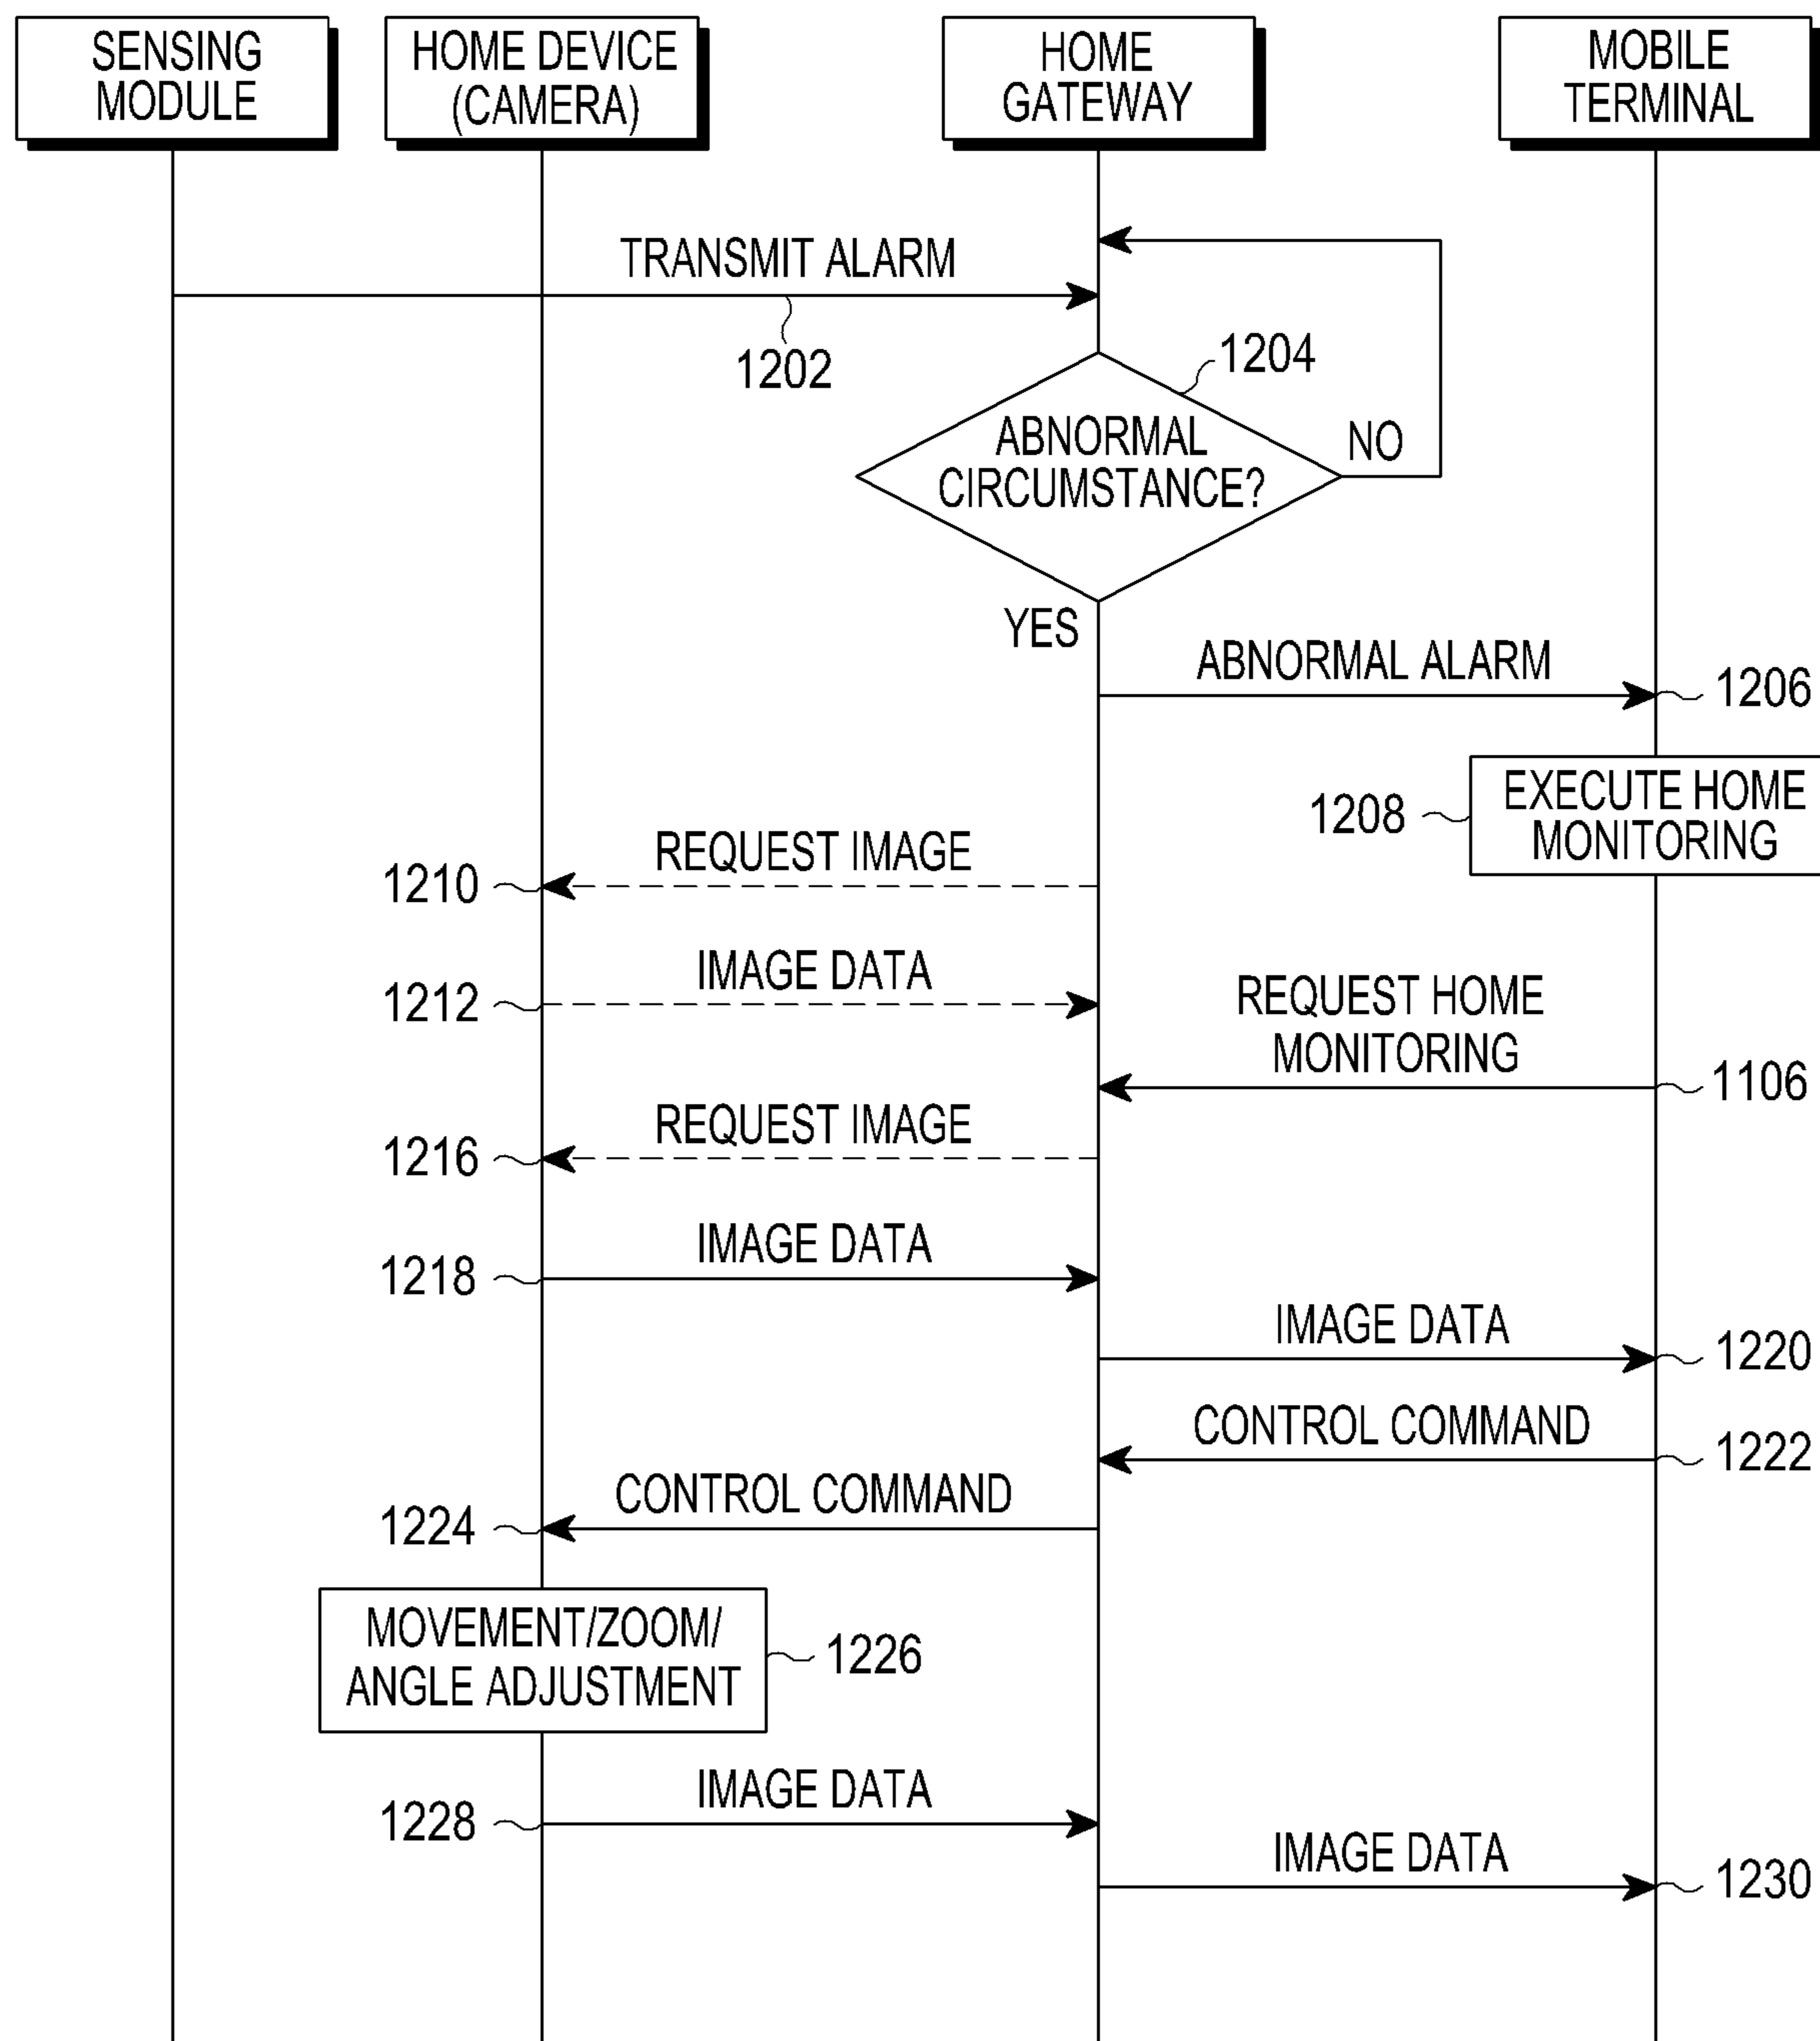 SENSING
MODULE
HOME DEVICE
(CAMERA)
HOME
GATEWAY
MOBILE
TERMINAL
TRANSMIT ALARM
1202
1204
ABNORMAL
CIRCUMSTANCE?
NO
YES
ABNORMAL ALARM
1206
EXECUTE HOME
MONITORING
1208
REQUEST IMAGE
1210
IMAGE DATA
1212
REQUEST HOME
MONITORING
1106
REQUEST IMAGE
1216
IMAGE DATA
1218
IMAGE DATA
1220
CONTROL COMMAND
1222
CONTROL COMMAND
1224
MOVEMENT/ZOOM/
ANGLE ADJUSTMENT
1226
IMAGE DATA
1228
IMAGE DATA
1230